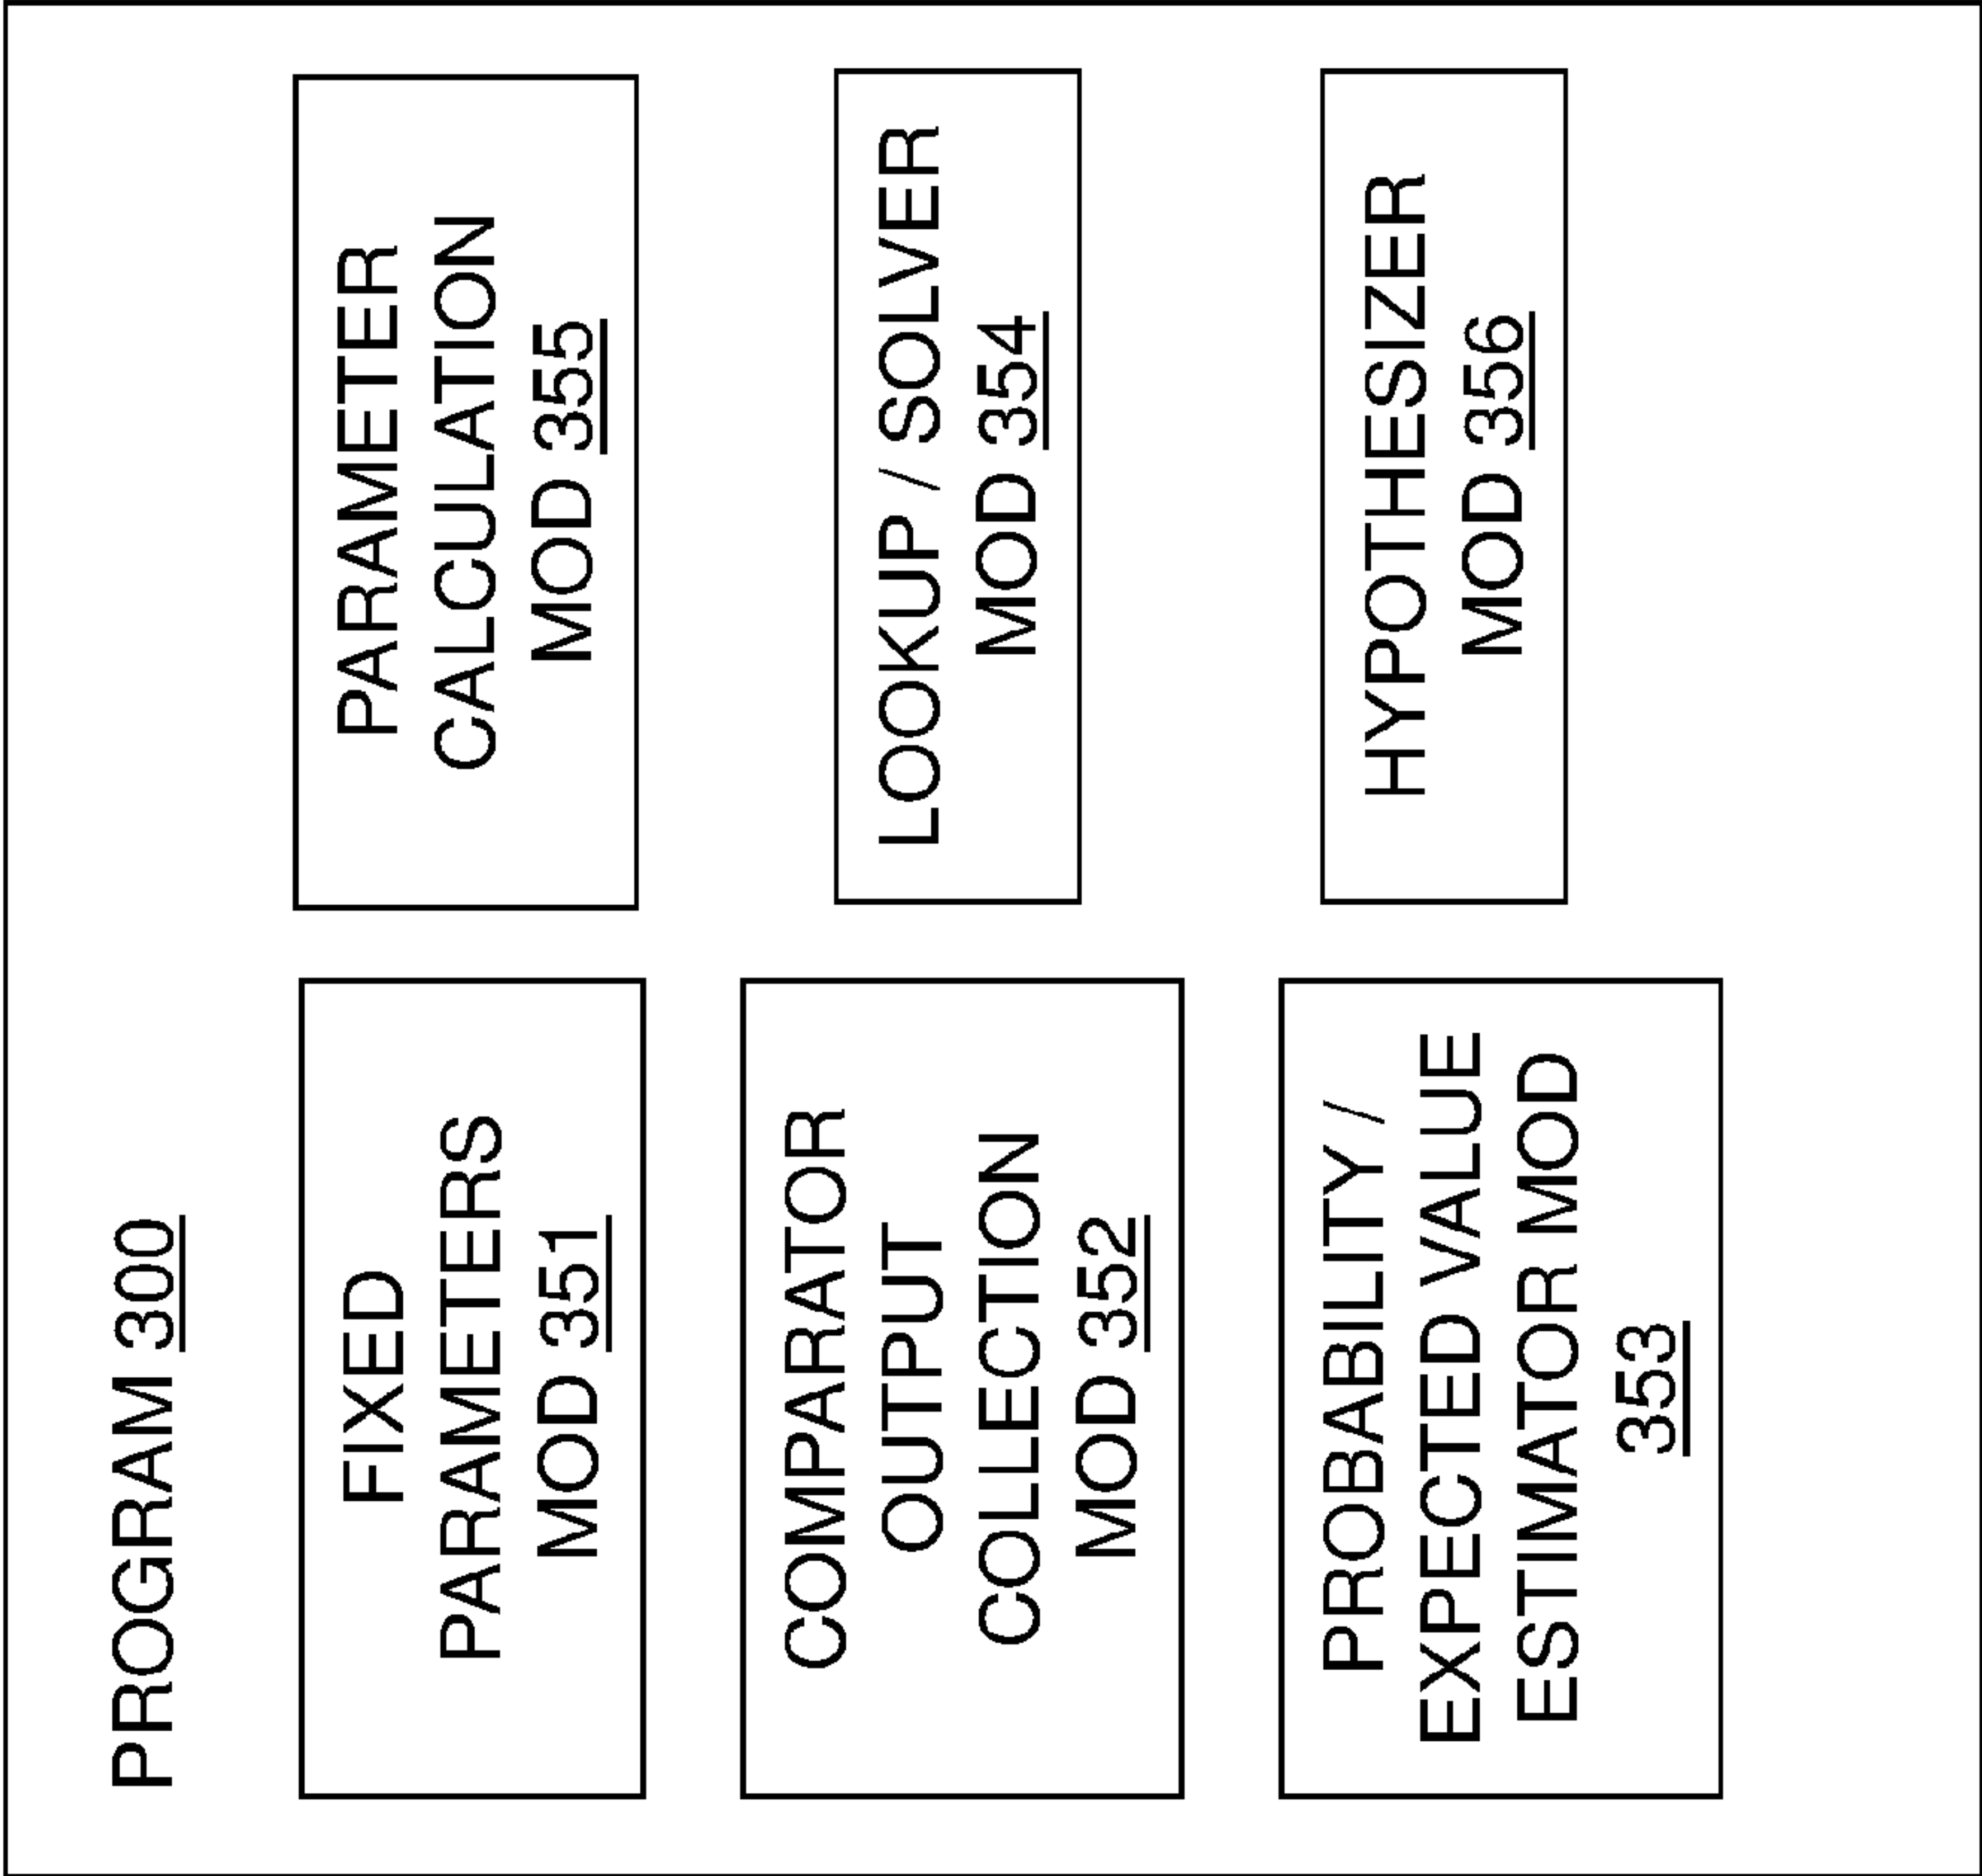 PROGRAM 300
FIXED
PARAMETERS
MOD 351
COMPARATOR
OUTPUT
COLLECTION
MOD 352
PROBABILITY /
EXPECTED VALUE
ESTIMATOR MOD
353
PARAMETER
CALCULATION
MOD 355
LOOKUP / SOLVER
MOD 354
HYPOTHESIZER
MOD 356